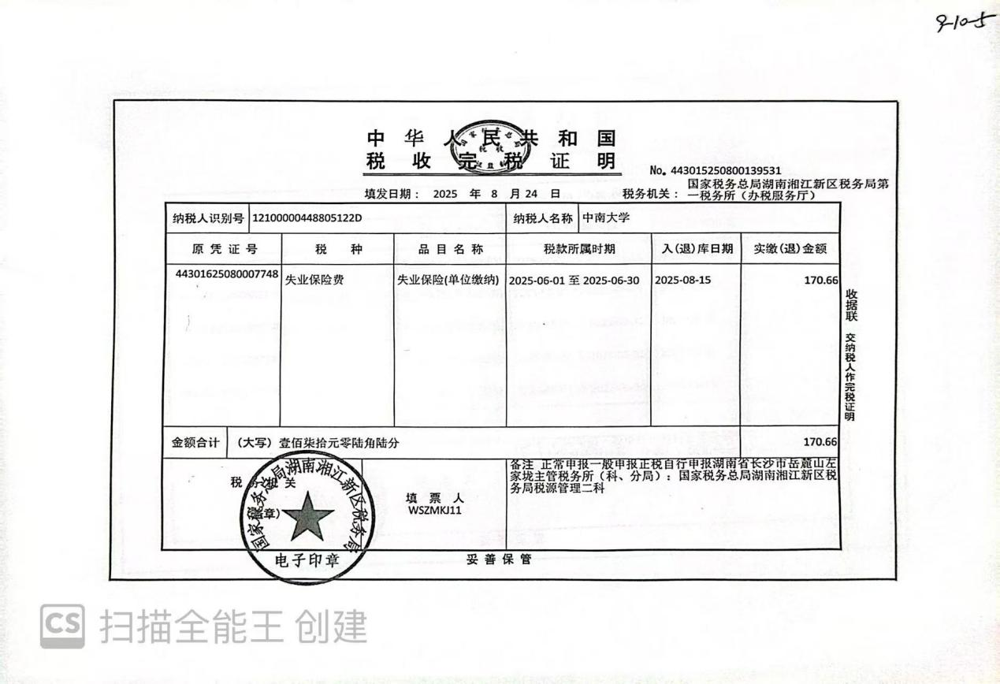 9-10-5
中华人民共和国
税收完税证明
No. 443015250800139531
填发日期： 2025 年 8 月 24 日
税务机关： 国家税务总局湖南湘江新区税务局第
一税务所（办税服务厅）
纳税人识别号 12100000448805122D 纳税人名称 中南大学
原凭证号 税种 品目名称 税款所属时期 入(退)库日期 实缴(退)金额
44301625080007748 失业保险费 失业保险(单位缴纳) 2025-06-01 至 2025-06-30 2025-08-15 170.66
收据联 交纳税人作完税证明
金额合计 （大写）壹佰柒拾元零陆角陆分 170.66
税务机关
(盖章)
国家税务总局湖南湘江新区税务局
电子印章
填票人
WSZMKJ11
备注 正常申报一般申报正税自行申报湖南省长沙市岳麓山左
家垅主管税务所（科、分局）：国家税务总局湖南湘江新区税
务局税源管理二科
妥善保管
CS 扫描全能王 创建